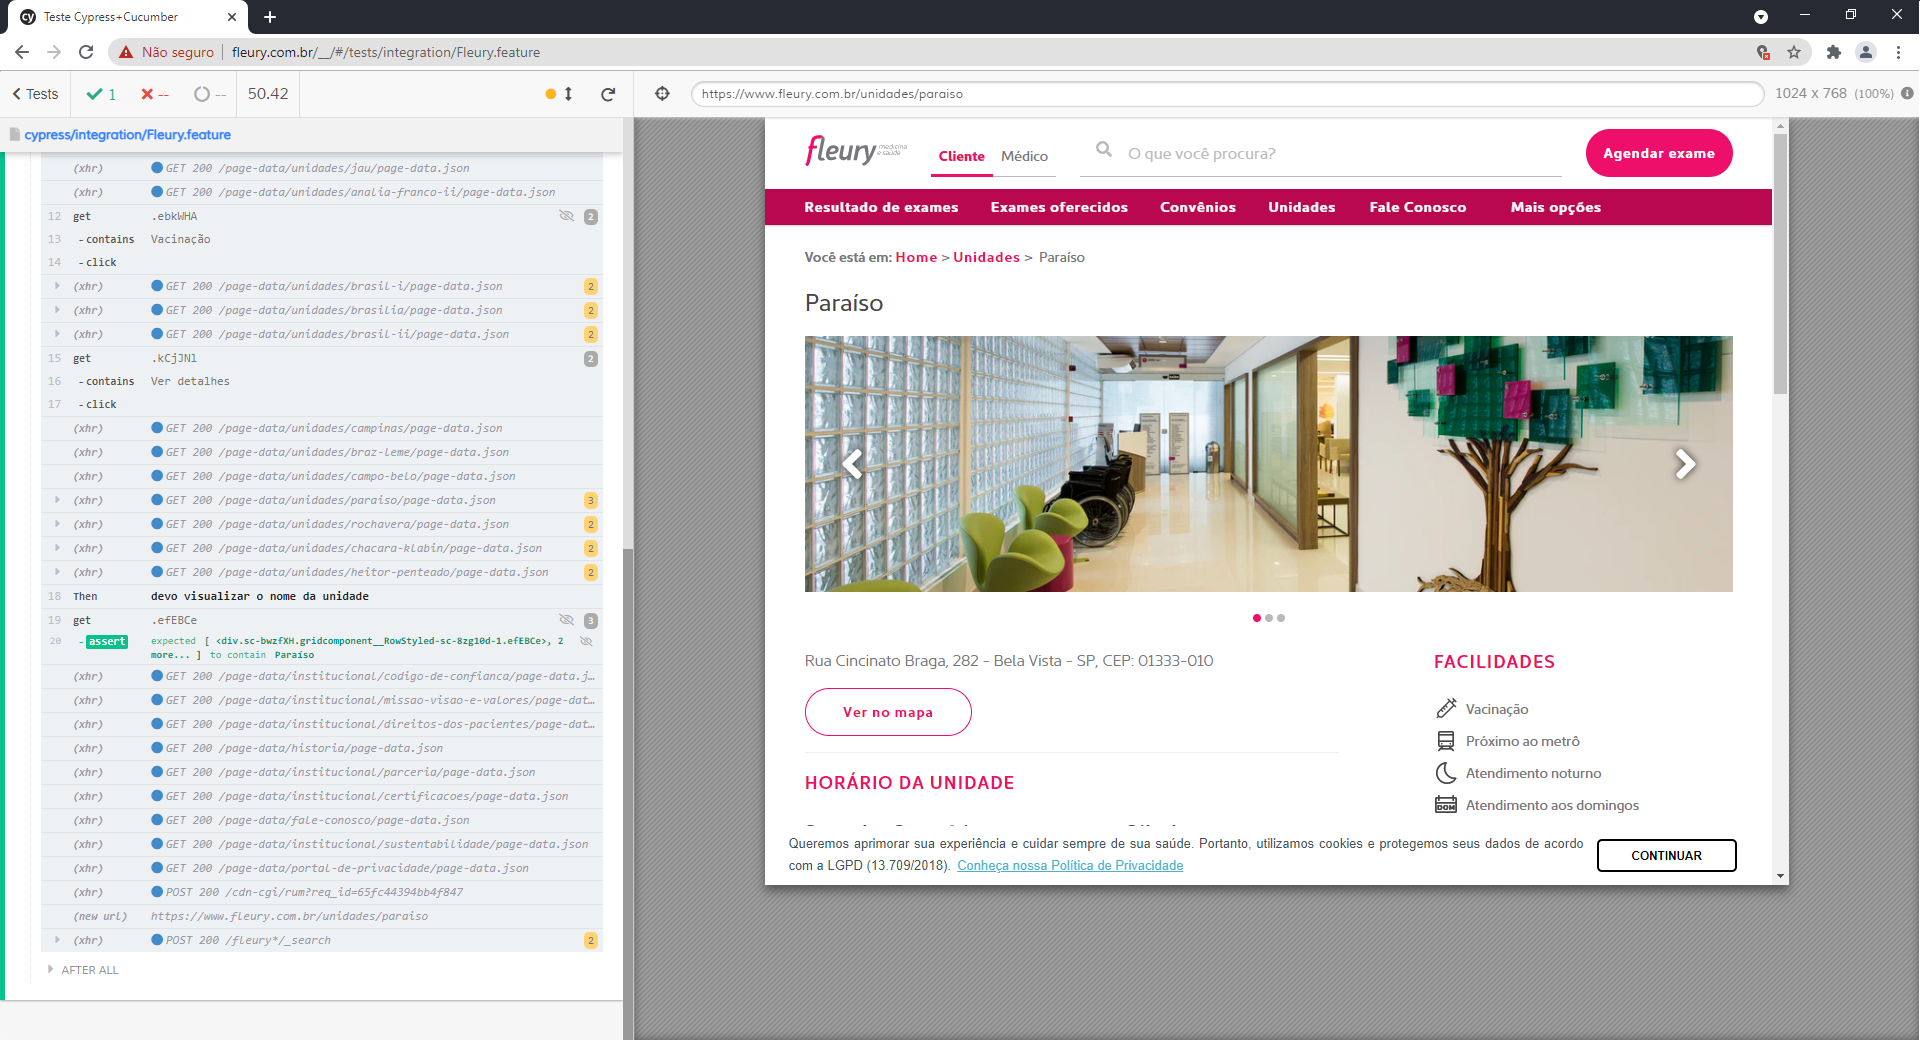 Teste Cypress+Cucumber
Não seguro
fleury.com.br/__/#/tests/integration/Fleury.feature
Tests
1
--
--
50.42
https://www.fleury.com.br/unidades/paraiso
1024 x 768 (100%)
cypress/integration/Fleury.feature
(xhr) GET 200 /page-data/unidades/jau/page-data.json
(xhr) GET 200 /page-data/unidades/analia-franco-ii/page-data.json
12 get .ebkWHA 2
13 -contains Vacinação
14 -click
(xhr) GET 200 /page-data/unidades/brasil-i/page-data.json 2
(xhr) GET 200 /page-data/unidades/brasilia/page-data.json 2
(xhr) GET 200 /page-data/unidades/brasil-ii/page-data.json 2
15 get .kCjJNl 2
16 -contains Ver detalhes
17 -click
(xhr) GET 200 /page-data/unidades/campinas/page-data.json
(xhr) GET 200 /page-data/unidades/braz-leme/page-data.json
(xhr) GET 200 /page-data/unidades/campo-belo/page-data.json
(xhr) GET 200 /page-data/unidades/paraiso/page-data.json 3
(xhr) GET 200 /page-data/unidades/rochavera/page-data.json 2
(xhr) GET 200 /page-data/unidades/chacara-klabin/page-data.json 2
(xhr) GET 200 /page-data/unidades/heitor-penteado/page-data.json 2
18 Then devo visualizar o nome da unidade
19 get .efEBCe 3
20 -assert expected [ <div.sc-bwzfXH.gridcomponent__RowStyled-sc-8zg10d-1.efEBCe>, 2
more... ] to contain Paraíso
(xhr) GET 200 /page-data/institucional/codigo-de-confianca/page-data.j…
(xhr) GET 200 /page-data/institucional/missao-visao-e-valores/page-dat…
(xhr) GET 200 /page-data/institucional/direitos-dos-pacientes/page-dat…
(xhr) GET 200 /page-data/historia/page-data.json
(xhr) GET 200 /page-data/institucional/parceria/page-data.json
(xhr) GET 200 /page-data/institucional/certificacoes/page-data.json
(xhr) GET 200 /page-data/fale-conosco/page-data.json
(xhr) GET 200 /page-data/institucional/sustentabilidade/page-data.json
(xhr) GET 200 /page-data/portal-de-privacidade/page-data.json
(xhr) POST 200 /cdn-cgi/rum?req_id=65fc44394bb4f847
(new url) https://www.fleury.com.br/unidades/paraiso
(xhr) POST 200 /fleury*/_search 2
AFTER ALL
fleury medicina e saúde
Cliente
Médico
O que você procura?
Agendar exame
Resultado de exames
Exames oferecidos
Convênios
Unidades
Fale Conosco
Mais opções
Você está em: Home > Unidades > Paraíso
Paraíso
Rua Cincinato Braga, 282 - Bela Vista - SP, CEP: 01333-010
Ver no mapa
HORÁRIO DA UNIDADE
FACILIDADES
Vacinação
Próximo ao metrô
Atendimento noturno
DOM
Atendimento aos domingos
Queremos aprimorar sua experiência e cuidar sempre de sua saúde. Portanto, utilizamos cookies e protegemos seus dados de acordo
com a LGPD (13.709/2018). Conheça nossa Política de Privacidade
CONTINUAR